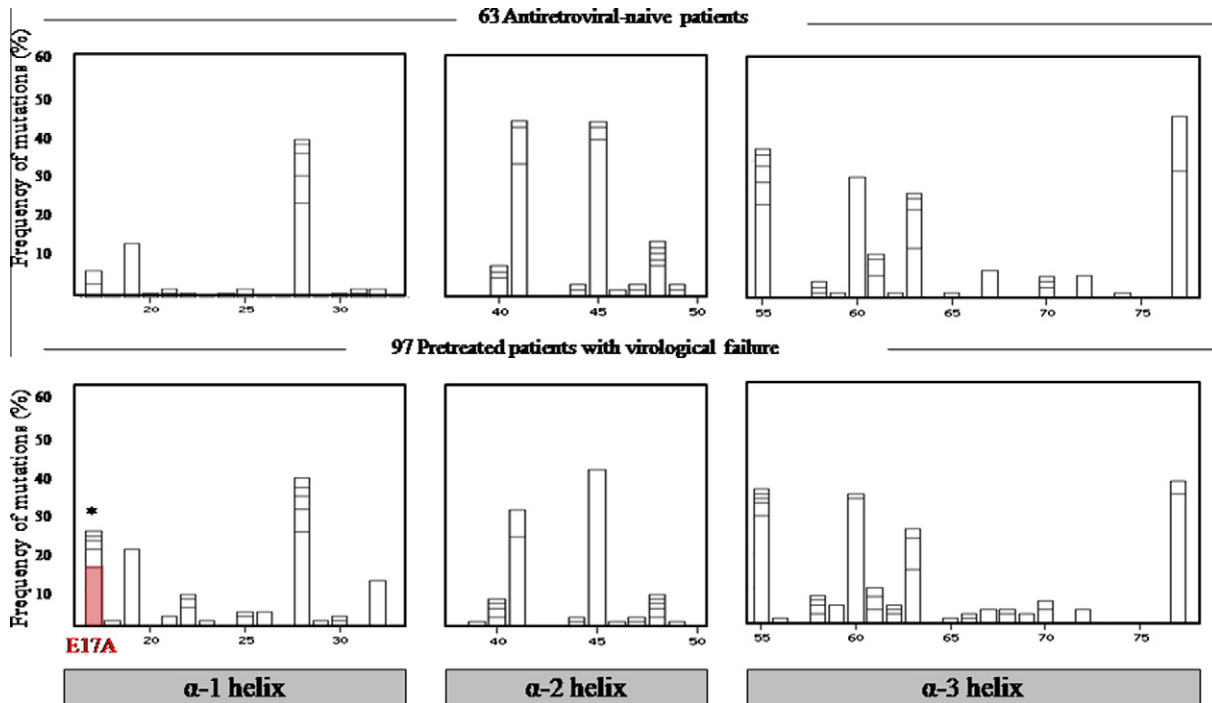 63 Antiretroviral-naive patients
Frequency of mutations (%)
60
50
40
30
20
10
20 25 30
40 45 50
55 60 65 70 75
97 Pretreated patients with virological failure
Frequency of mutations (%)
60
50
40
30
20
10
*
20 25 30
40 45 50
55 60 65 70 75
E17A
α-1 helix
α-2 helix
α-3 helix